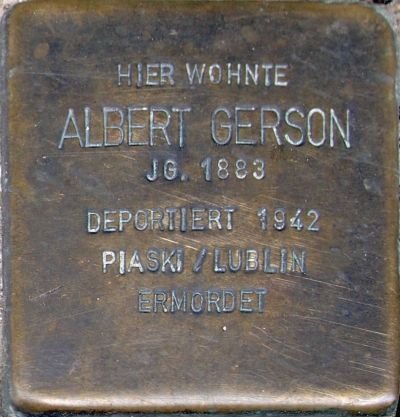 HIER WOHNTE
ALBERT GERSON
JG. 1883
DEPORTIERT 1942
PIASKI / LUBLIN
ERMORDET